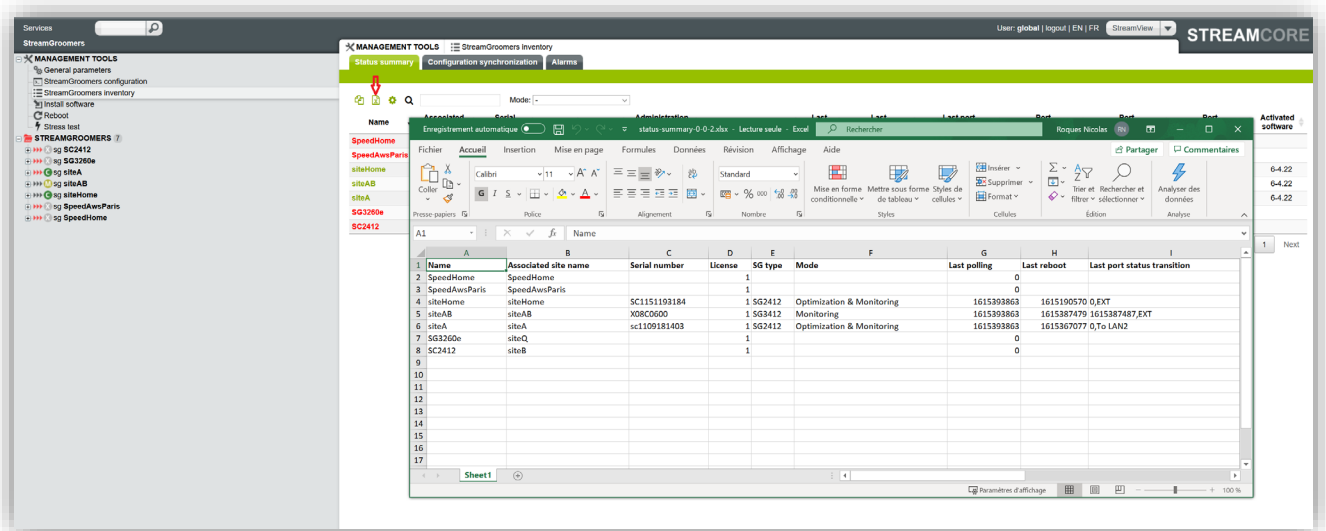 Services
User: global | logout | EN | FR StreamView
STREAMCORE
StreamGroomers
MANAGEMENT TOOLS
General parameters
StreamGroomers configuration
StreamGroomers inventory
Install software
Reboot
Stress test
STREAMGROOMERS 7
sg SC2412
sg SG3260e
sg siteA
sg siteAB
sg siteHome
sg SpeedAwsParis
sg SpeedHome
MANAGEMENT TOOLS StreamGroomers inventory
Status summary Configuration synchronization Alarms
Mode: -
Name Associated Serial Administration Last Last Last port Port Port Port Activated
software
SpeedHome
SpeedAwsParis
siteHome 6-4.22
siteAB 6-4.22
siteA 6-4.22
SG3260e
SC2412
1 Next
Enregistrement automatique status-summary-0-0-2.xlsx - Lecture seule - Excel Rechercher Roques Nicolas RN
Fichier Accueil Insertion Mise en page Formules Données Révision Affichage Aide Partager Commentaires
Coller
Calibri 11 A A
G I S A
Standard
% 000
Mise en forme conditionnelle
Mettre sous forme de tableau
Styles de cellules
Insérer
Supprimer
Format
Trier et filtrer
Rechercher et sélectionner
Analyser des données
Presse-papiers Police Alignement Nombre Styles Cellules Édition Analyse
A1 fx Name
A B C D E F G H I
1 Name Associated site name Serial number License SG type Mode Last polling Last reboot Last port status transition
2 SpeedHome SpeedHome 1 0
3 SpeedAwsParis SpeedAwsParis 1 0
4 siteHome siteHome SC1151193184 1 SG2412 Optimization & Monitoring 1615393863 1615190570 0,EXT
5 siteAB siteAB X08C0600 1 SG3412 Monitoring 1615393863 1615387479 1615387487,EXT
6 siteA siteA sc1109181403 1 SG2412 Optimization & Monitoring 1615393863 1615367077 0,To LAN2
7 SG3260e siteQ 1 0
8 SC2412 siteB 1 0
9
10
11
12
13
14
15
16
17
Sheet1
Paramètres d'affichage 100 %